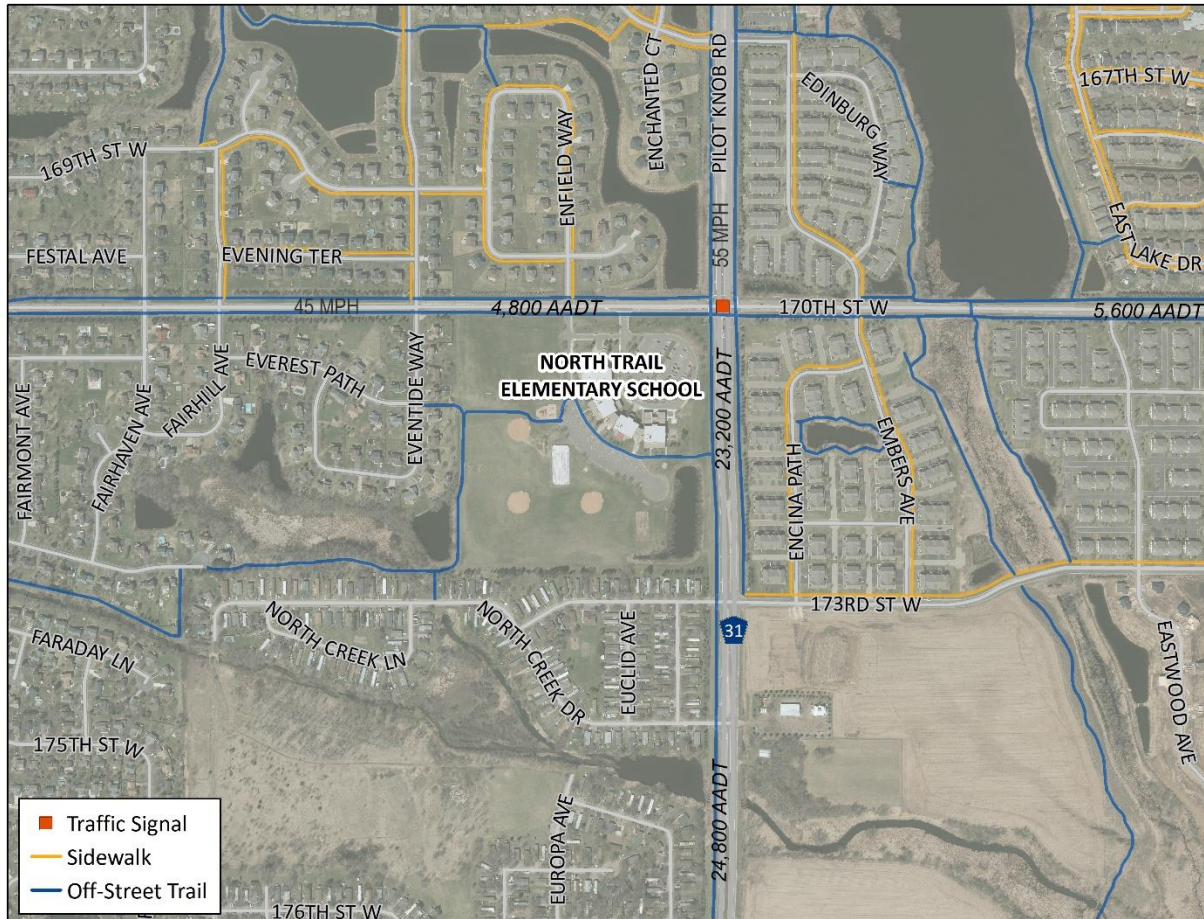 167TH ST W
PILOT KNOB RD
ENCHANTED CT
EDINBURG WAY
169TH ST W
ENFIELD WAY
EAST LAKE DR
FESTAL AVE
EVENING TER
55 MPH
45 MPH
4,800 AADT
170TH ST W
5,600 AADT
NORTH TRAIL
ELEMENTARY SCHOOL
EVEREST PATH
EVENTIDE WAY
FAIRMONT AVE
FAIRHAVEN AVE
FAIRHILL AVE
23,200 AADT
ENCINA PATH
EMBERS AVE
173RD ST W
31
NORTH CREEK LN
NORTH CREEK DR
EUCLID AVE
FARADAY LN
EASTWOOD AVE
175TH ST W
24,800 AADT
EUROPA AVE
176TH ST W
Traffic Signal
Sidewalk
Off-Street Trail